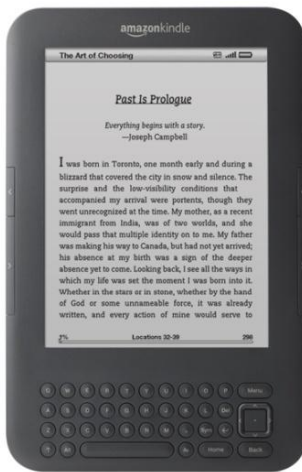 amazonkindle
The Art of Choosing
Past Is Prologue
Everything begins with a story.
—Joseph Campbell
I was born in Toronto, one month early and during a
blizzard that covered the city in snow and silence. The
surprise and the low-visibility conditions that
accompanied my arrival were portents, though they
went unrecognized at the time. My mother, as a recent
immigrant from India, was of two worlds, and she
would pass that multiple identity on to me. My father
was making his way to Canada, but had not yet arrived;
his absence at my birth was a sign of the deeper
absence yet to come. Looking back, I see all the ways in
which my life was set the moment I was born into it.
Whether in the stars or in stone, whether by the hand
of God or some unnameable force, it was already
written, and every action of mine would serve to
7% Locations 32-39 298
Q W E R T Y U I O P Menu
A S D F G H J K L Del
Z X C V B N M Sym
Alt Aa Home Back